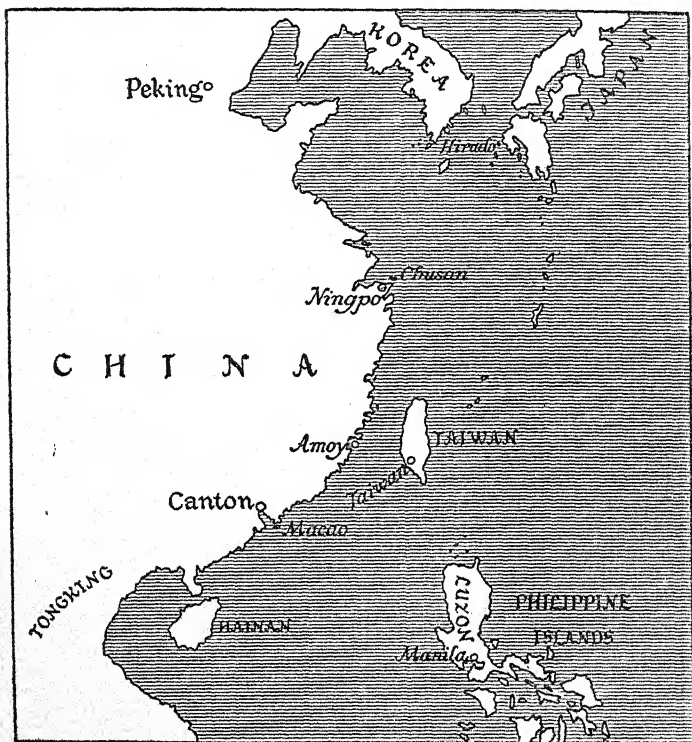 KOREA
JAPAN
Peking
Hirado
Chusan
Ningpo
CHINA
Amoy
TAIWAN
Taiwan
Canton
Macao
TONGKING
HAINAN
LUZON
PHILIPPINE
ISLANDS
Manila